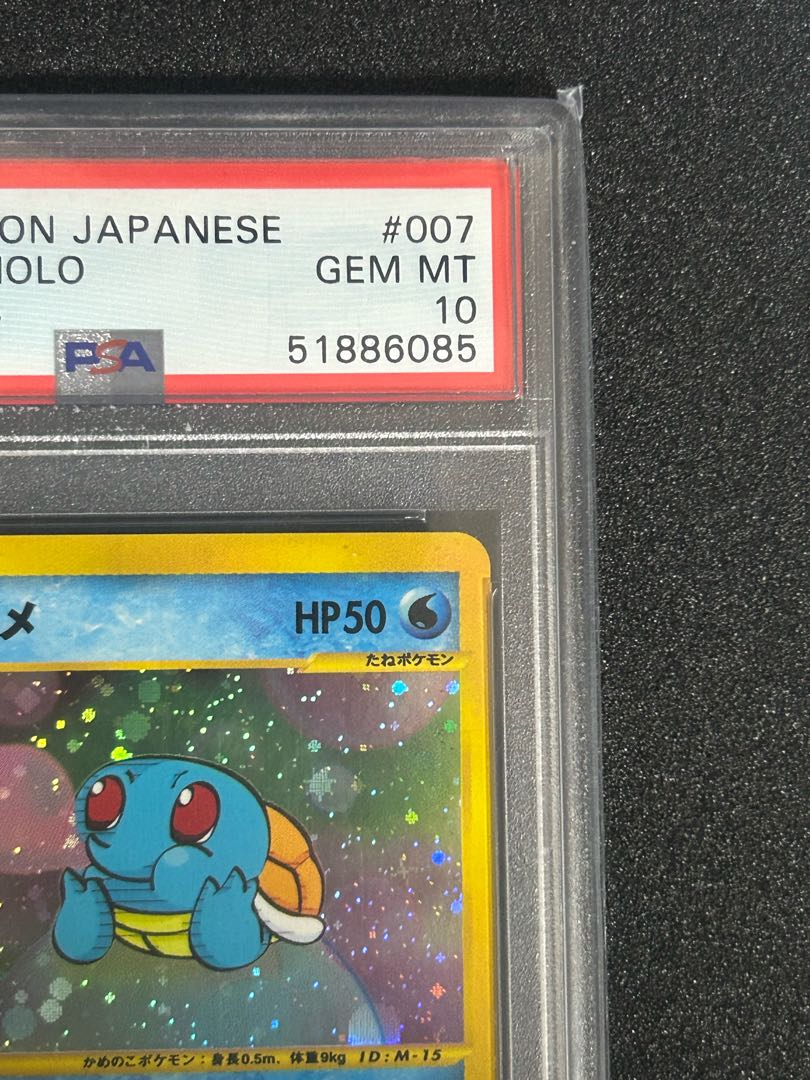 ON JAPANESE #007
HOLO GEM MT
10
PSA 51886085
メ HP50
たねポケモン
かめのこポケモン：身長0.5m、体重9kg ID:M-15